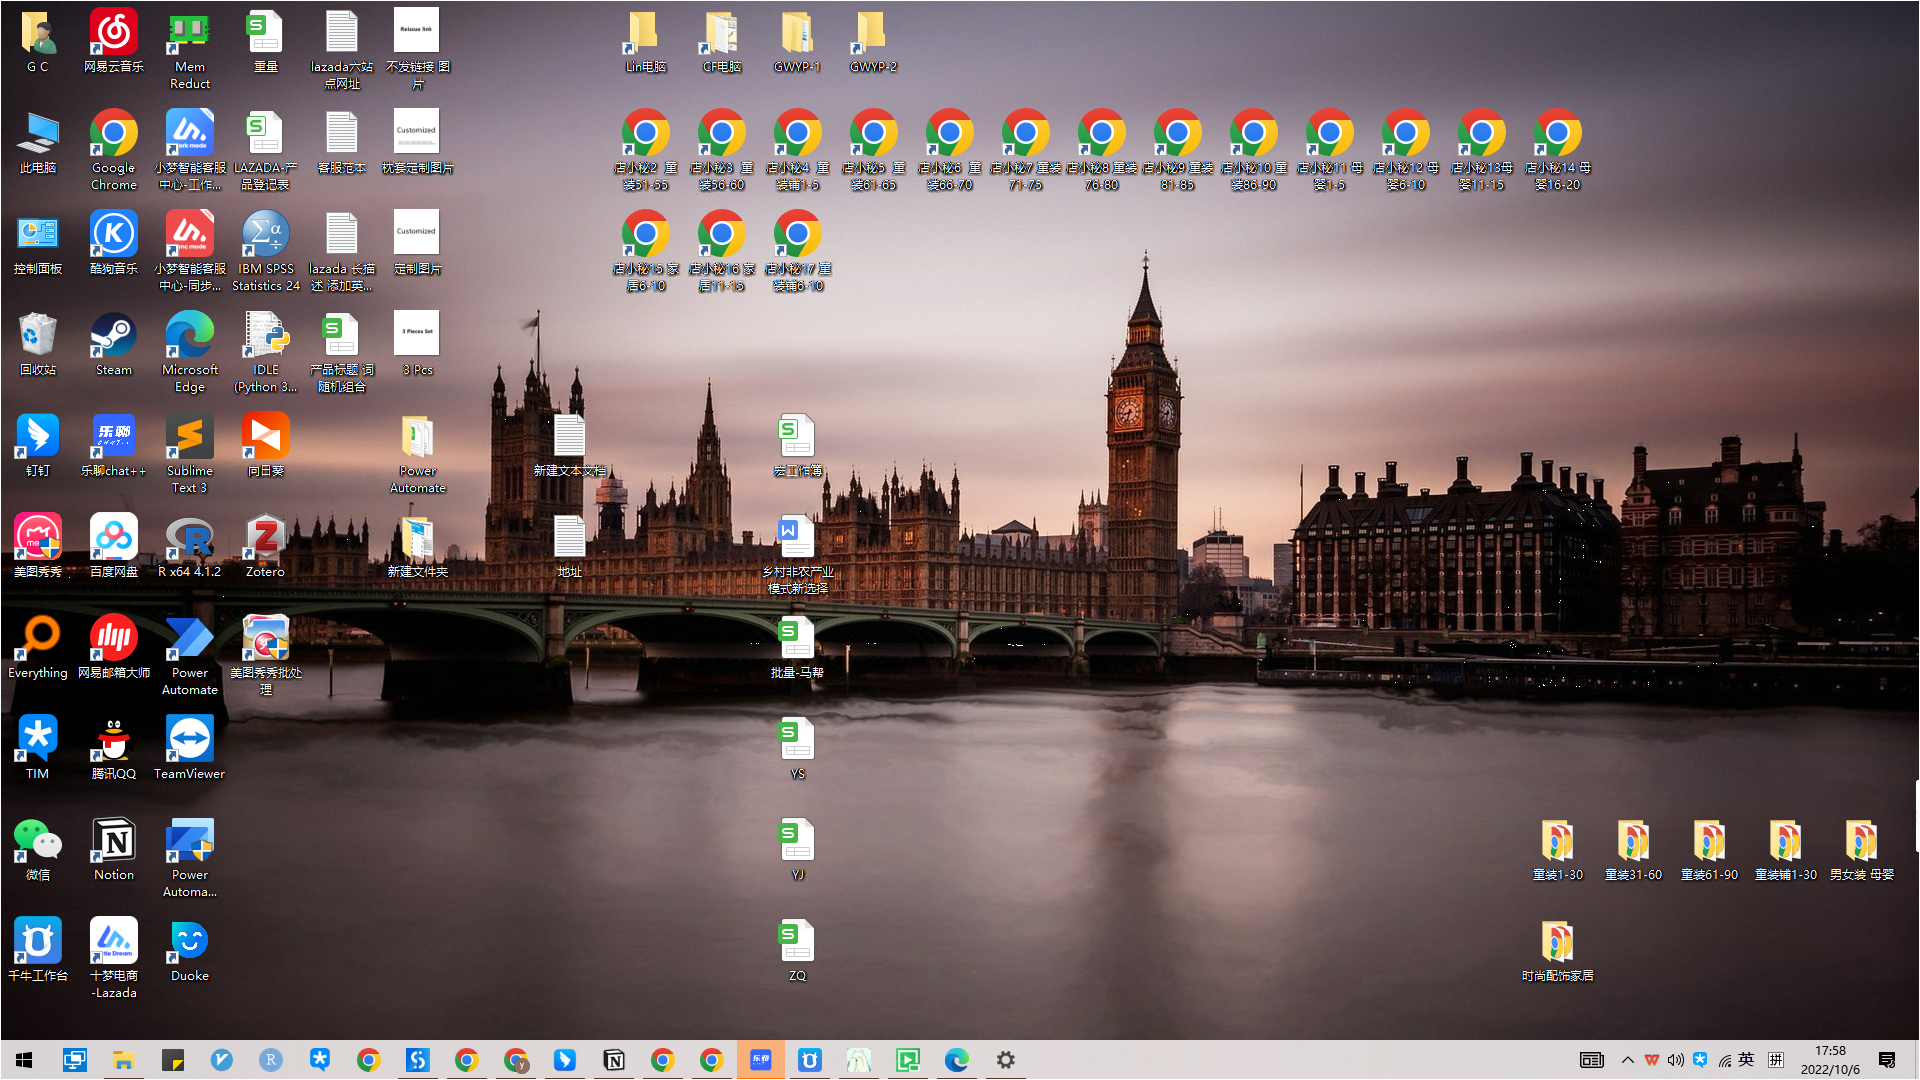 G C
网易云音乐
Mem
Reduct
重量
lazada六站
点网址
Reissue link
不发链接 图
片
Lin电脑
CF电脑
GWYP-1
GWYP-2
此电脑
Google
Chrome
小梦智能客服
中心-工作...
LAZADA-产
品登记表
客服范本
Customized
枕套定制图片
店小秘2 童
装51-55
店小秘3 童
装56-60
店小秘4 童
装铺1-5
店小秘5 童
装61-65
店小秘6 童
装66-70
店小秘7 童装
71-75
店小秘8 童装
76-80
店小秘9 童装
81-85
店小秘10 童
装86-90
店小秘11 母
婴1-5
店小秘12 母
婴6-10
店小秘13母
婴11-15
店小秘14 母
婴16-20
控制面板
酷狗音乐
小梦智能客服
中心-同步...
IBM SPSS
Statistics 24
lazada 长描
述 添加英...
Customized
定制图片
店小秘15 家
居6-10
店小秘16 家
居11-15
店小秘17 童
装铺6-10
回收站
Steam
Microsoft
Edge
IDLE
(Python 3...
产品标题 词
随机组合
3 Pieces Set
3 Pcs
钉钉
乐聊
乐聊chat++
Sublime
Text 3
向日葵
Power
Automate
新建文本文档
宏工作簿
美图秀秀
百度网盘
R x64 4.1.2
Zotero
新建文件夹
地址
乡村非农产业
模式新选择
Everything
网易邮箱大师
Power
Automate
美图秀秀批处
理
批量-马帮
TIM
腾讯QQ
TeamViewer
YS
微信
Notion
Power
Automa...
YJ
童装1-30
童装31-60
童装61-90
童装铺1-30
男女装 母婴
千牛工作台
十梦电商
-Lazada
Duoke
ZQ
时尚配饰家居
乐聊
英
拼
17:58
2022/10/6